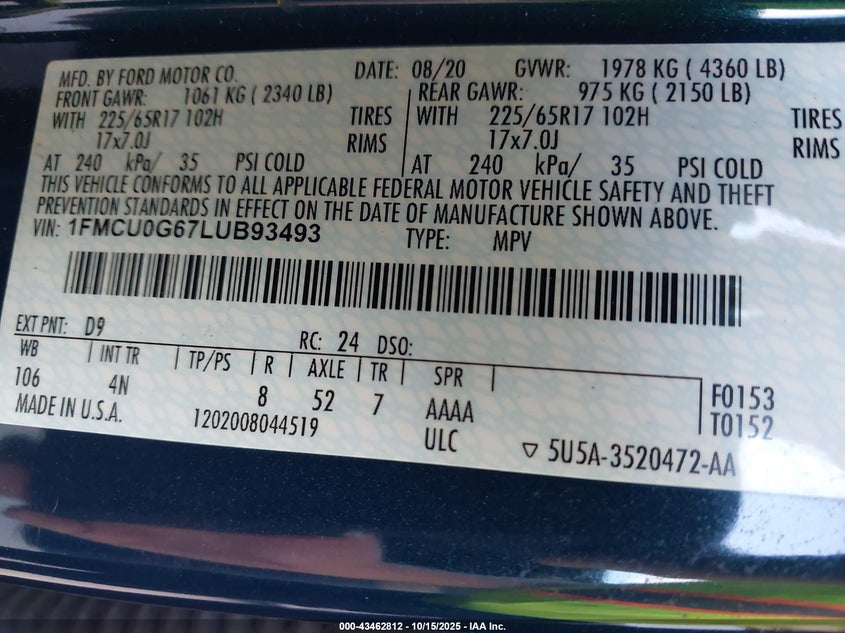 MFD. BY FORD MOTOR CO. DATE: 08/20 GVWR: 1978 KG ( 4360 LB)
FRONT GAWR: 1061 KG ( 2340 LB) REAR GAWR: 975 KG ( 2150 LB)
WITH 225/65R17 102H TIRES WITH 225/65R17 102H TIRES
17x7.0J RIMS 17x7.0J RIMS
AT 240 kPa/ 35 PSI COLD AT 240 kPa/ 35 PSI COLD
THIS VEHICLE CONFORMS TO ALL APPLICABLE FEDERAL MOTOR VEHICLE SAFETY AND THEFT
PREVENTION STANDARDS IN EFFECT ON THE DATE OF MANUFACTURE SHOWN ABOVE.
VIN: 1FMCU0G67LUB93493 TYPE: MPV
EXT PNT: D9 RC: 24 DSO:
WB INT TR TP/PS R AXLE TR SPR
106 4N 8 52 7 AAAA F0153
MADE IN U.S.A. 1202008044519 ULC T0152
▽ 5U5A-3520472-AA
000-43462812 - 10/15/2025 - IAA Inc.